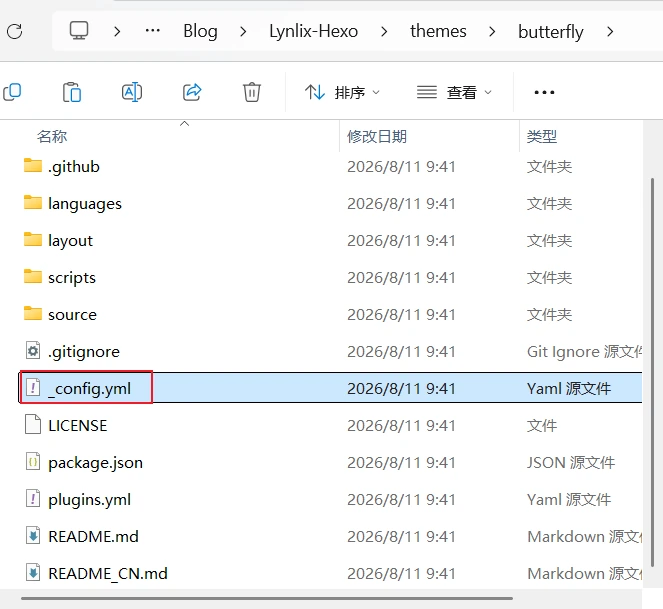 ··· Blog Lynlix-Hexo themes butterfly
排序 查看 ···
名称 修改日期 类型
.github 2026/8/11 9:41 文件夹
languages 2026/8/11 9:41 文件夹
layout 2026/8/11 9:41 文件夹
scripts 2026/8/11 9:41 文件夹
source 2026/8/11 9:41 文件夹
.gitignore 2026/8/11 9:41 Git Ignore 源文件
_config.yml 2026/8/11 9:41 Yaml 源文件
LICENSE 2026/8/11 9:41 文件
package.json 2026/8/11 9:41 JSON 源文件
plugins.yml 2026/8/11 9:41 Yaml 源文件
README.md 2026/8/11 9:41 Markdown 源文
README_CN.md 2026/8/11 9:41 Markdown 源文